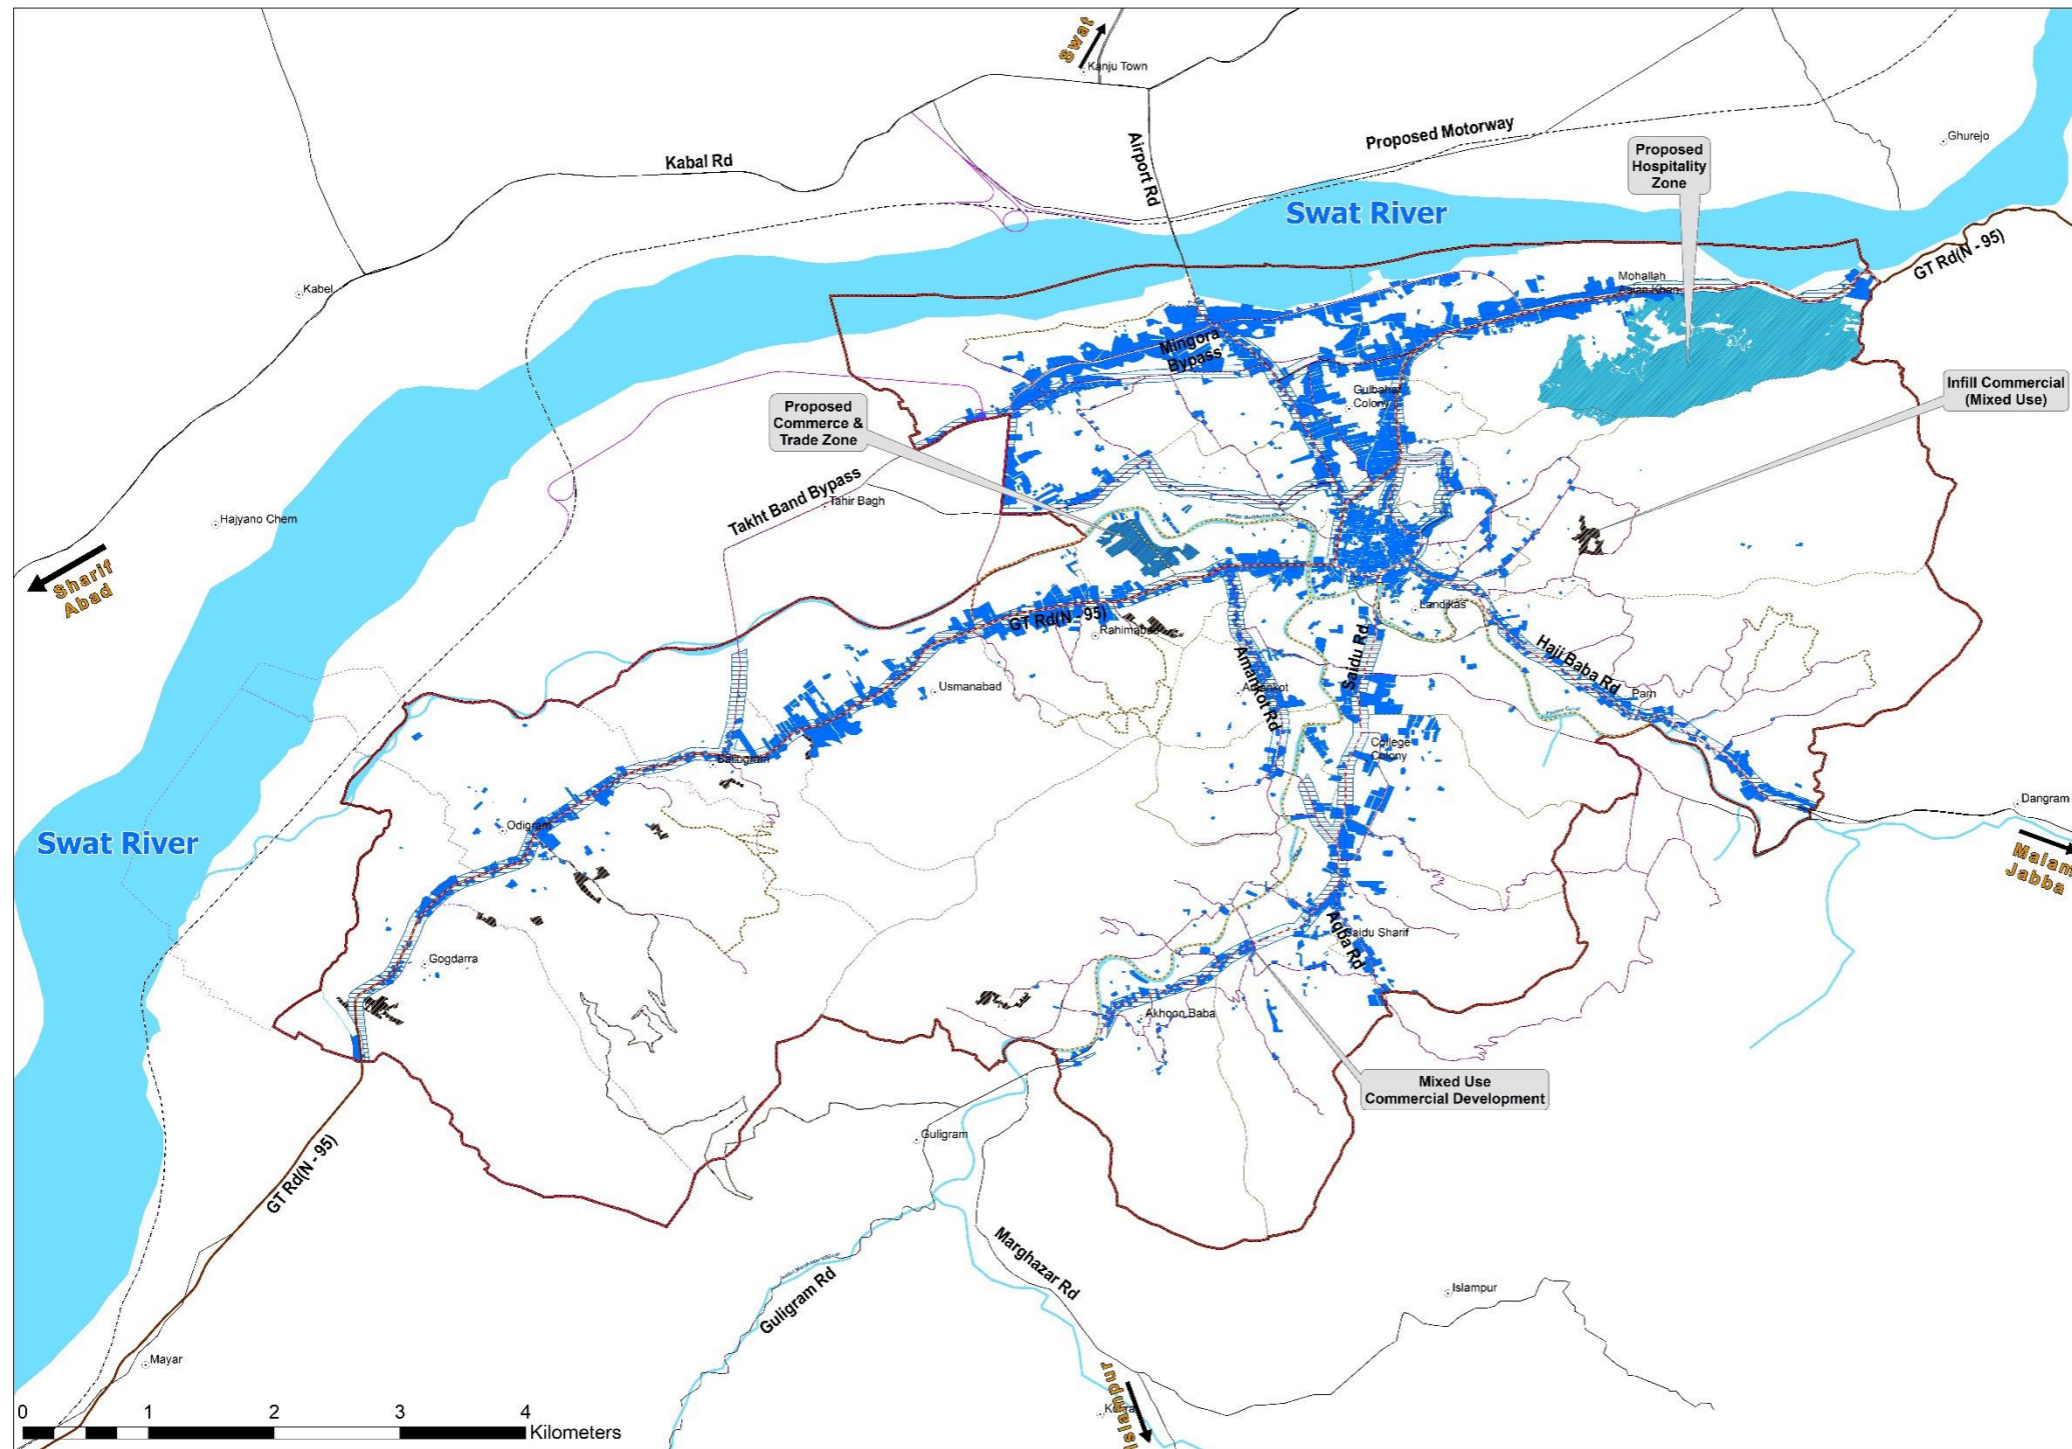 Swat
Kanju Town
Kabal Rd
Airport Rd
Proposed Motorway
Ghurejo
Proposed
Hospitality
Zone
Swat River
GT Rd(N - 95)
Kabel
Mohallah
Mingora
Bypass
Gulbahar
Colony
Infill Commercial
(Mixed Use)
Proposed
Commerce &
Trade Zone
Takht Band Bypass
Tahir Bagh
Hajyano Chem
Sharif
Abad
GT Rd(N - 95)
Rahimabad
Landikas
Usmanabad
Amankot Rd
Amankot
Saidu Rd
Haji Baba Rd
Parn
College
Colony
Odigram
Dangram
Swat River
Malam
Jabba
Gogdarra
Aqba Rd
Saidu Sharif
Akhoon Baba
Mixed Use
Commercial Development
Guligram
GT Rd(N - 95)
Guligram Rd
Marghazar Rd
Islampur
Mayar
Islampur
0 1 2 3 4
Kilometers